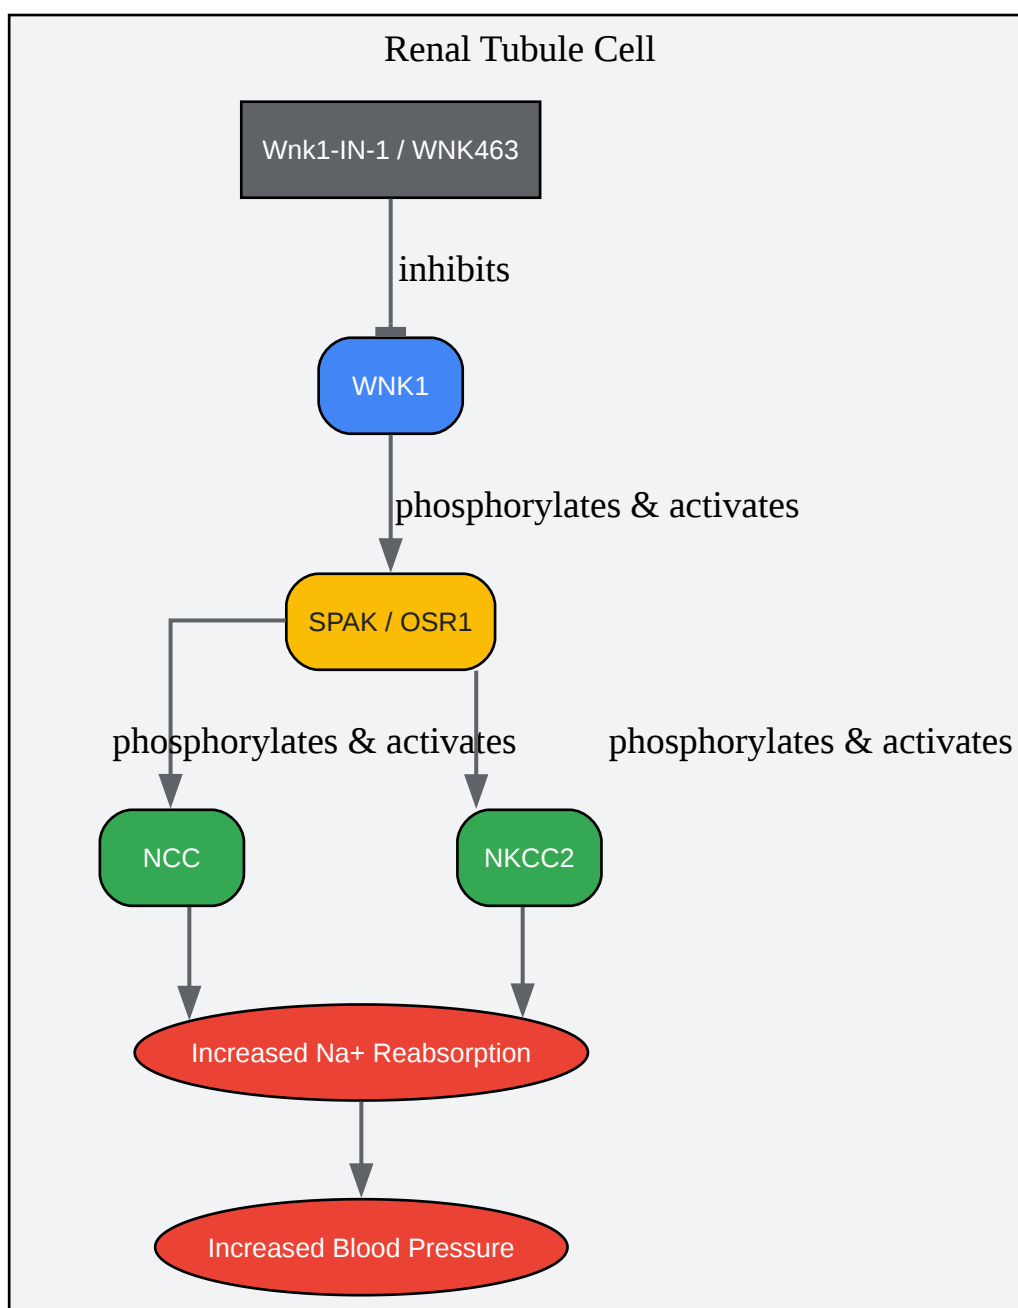 Renal Tubule Cell
Wnk1-IN-1 / WNK463
inhibits
WNK1
phosphorylates & activates
SPAK / OSR1
phosphorylates & activates
phosphorylates & activates
NCC
NKCC2
Increased Na+ Reabsorption
Increased Blood Pressure